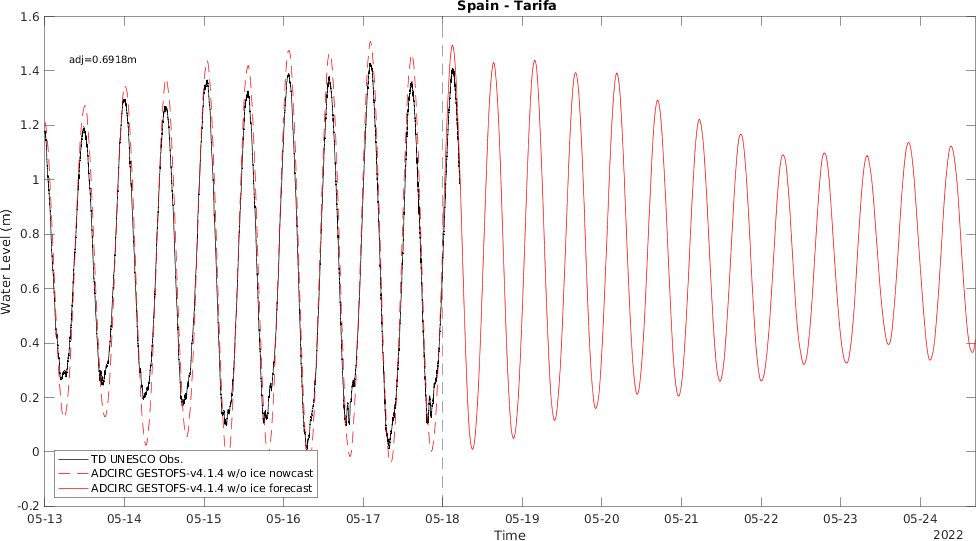 Spain - Tarifa
adj=0.6918m
Water Level (m)
1.6
1.4
1.2
1
0.8
0.6
0.4
0.2
0
-0.2
TD UNESCO Obs.
ADCIRC GESTOFS-v4.1.4 w/o ice nowcast
ADCIRC GESTOFS-v4.1.4 w/o ice forecast
05-13 05-14 05-15 05-16 05-17 05-18 05-19 05-20 05-21 05-22 05-23 05-24
Time
2022